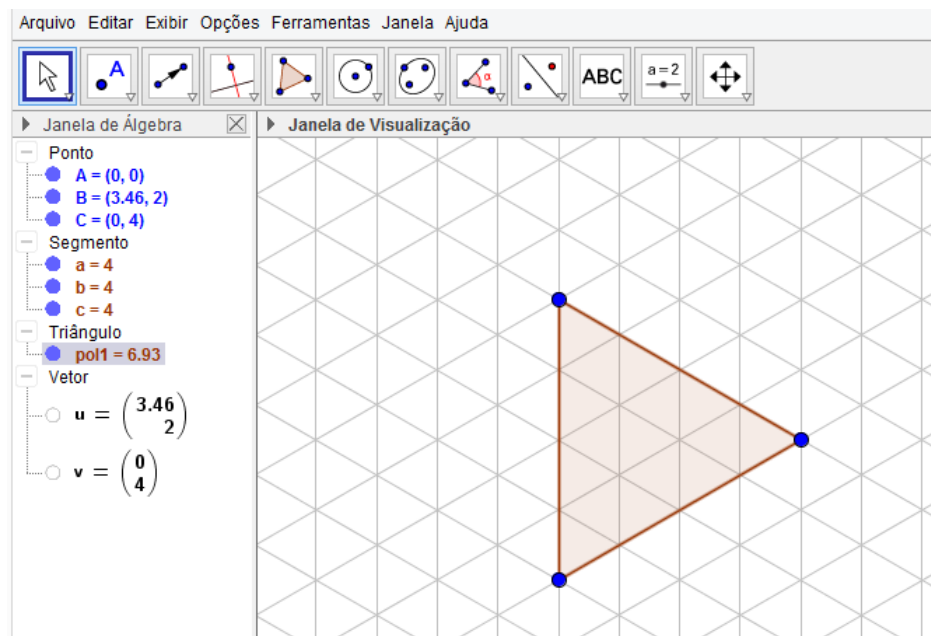 Arquivo Editar Exibir Opções Ferramentas Janela Ajuda
A α ABC a=2
Janela de Álgebra
Janela de Visualização
Ponto
A = (0, 0)
B = (3.46, 2)
C = (0, 4)
Segmento
a = 4
b = 4
c = 4
Triângulo
pol1 = 6.93
Vetor
u = (3.46
2)
v = (0
4)